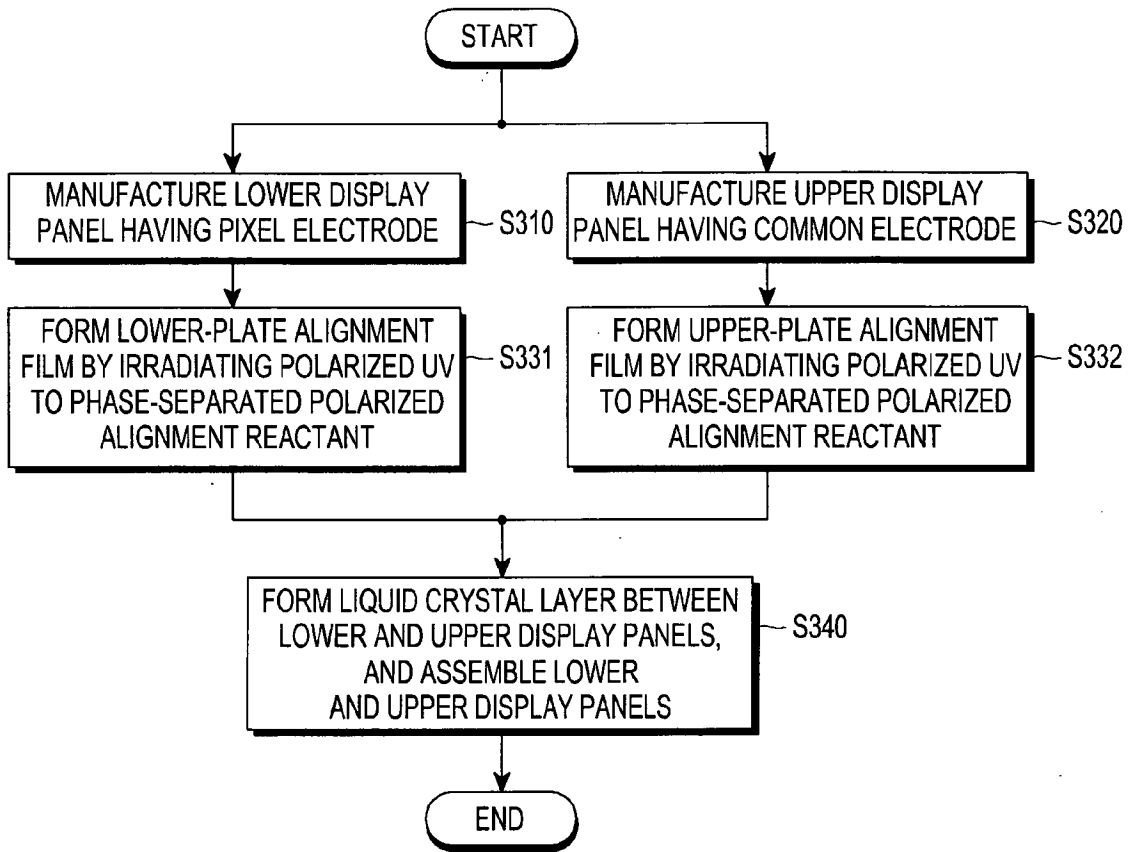 START
MANUFACTURE LOWER DISPLAY
PANEL HAVING PIXEL ELECTRODE
S310
MANUFACTURE UPPER DISPLAY
PANEL HAVING COMMON ELECTRODE
S320
FORM LOWER-PLATE ALIGNMENT
FILM BY IRRADIATING POLARIZED UV
TO PHASE-SEPARATED POLARIZED
ALIGNMENT REACTANT
S331
FORM UPPER-PLATE ALIGNMENT
FILM BY IRRADIATING POLARIZED UV
TO PHASE-SEPARATED POLARIZED
ALIGNMENT REACTANT
S332
FORM LIQUID CRYSTAL LAYER BETWEEN
LOWER AND UPPER DISPLAY PANELS,
AND ASSEMBLE LOWER
AND UPPER DISPLAY PANELS
S340
END